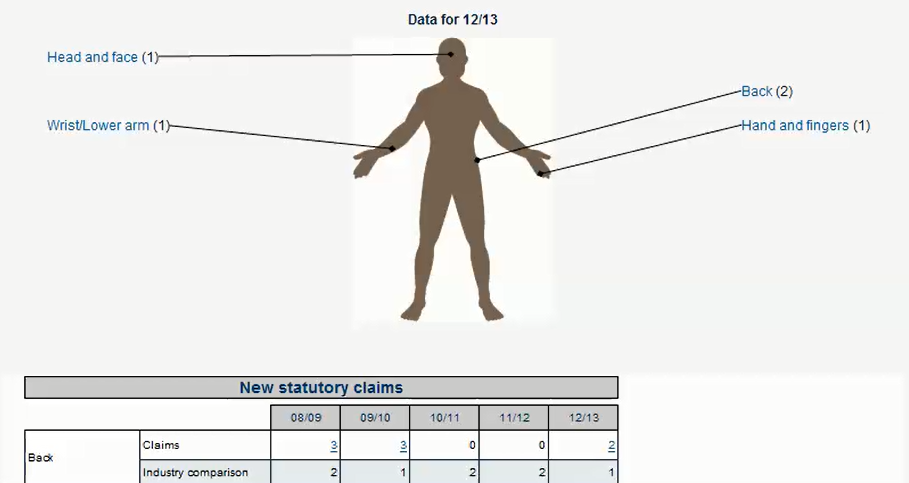 Data for 12/13
Head and face (1)
Back (2)
Wrist/Lower arm (1)
Hand and fingers (1)
New statutory claims
08/09 09/10 10/11 11/12 12/13
Back Claims 3 3 0 0 2
Industry comparison 2 1 2 2 1